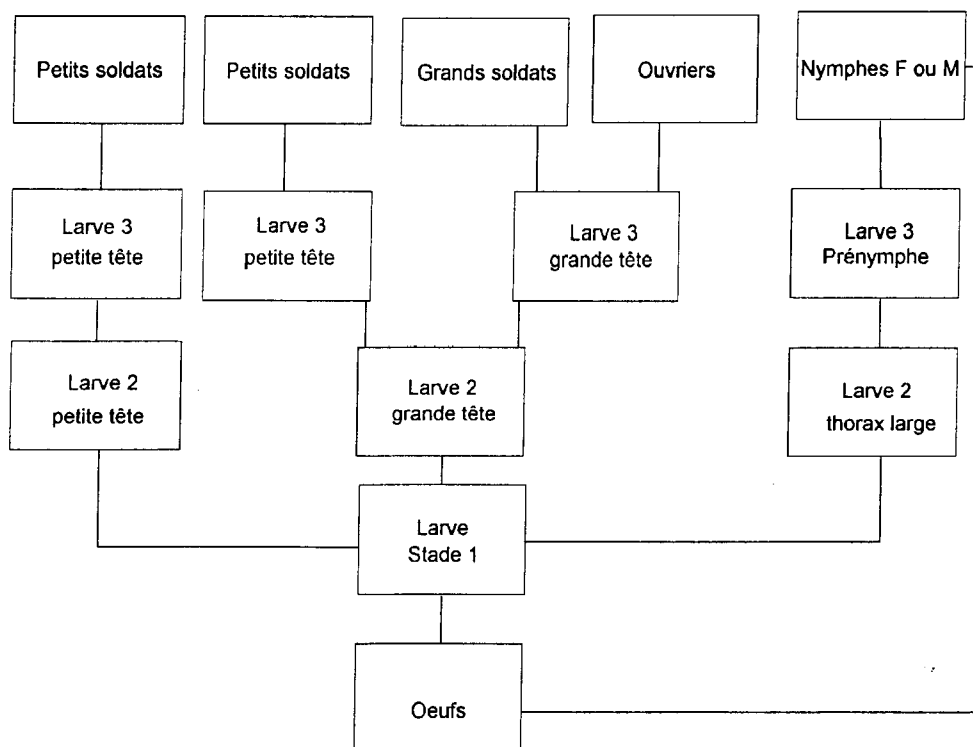 Petits soldats
Petits soldats
Grands soldats
Ouvriers
Nymphes F ou M
Larve 3
petite tête
Larve 3
petite tête
Larve 3
grande tête
Larve 3
Prénymphe
Larve 2
petite tête
Larve 2
grande tête
Larve 2
thorax large
Larve
Stade 1
Oeufs